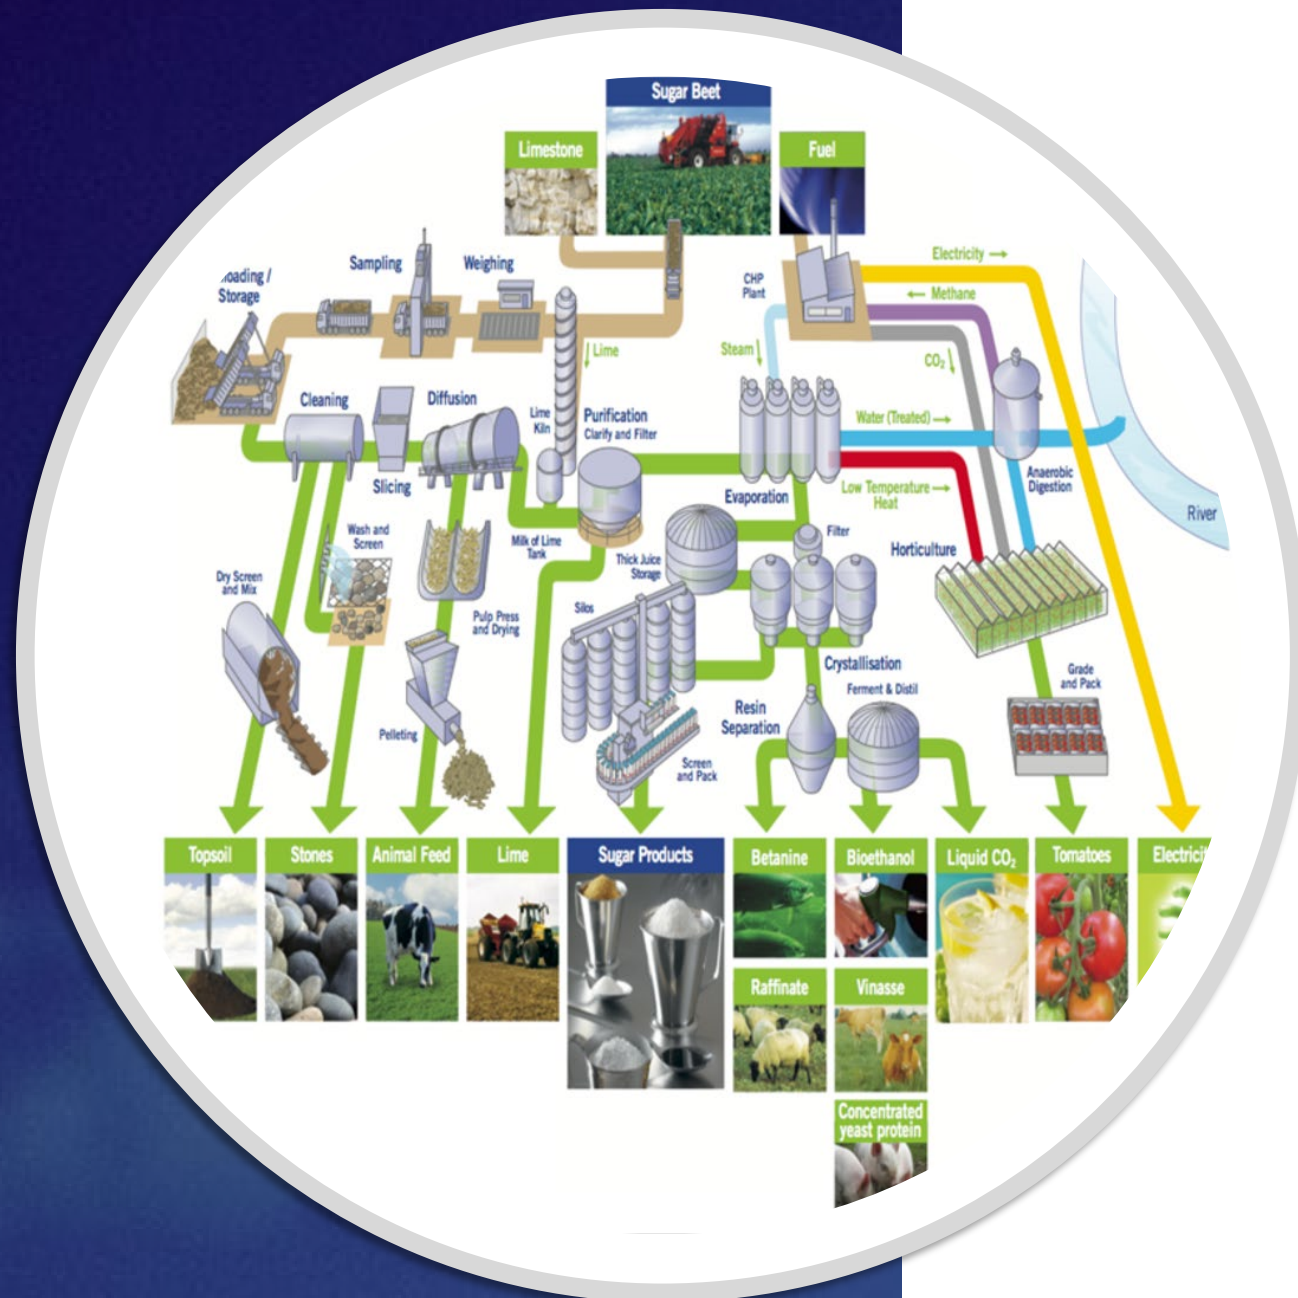 Sugar Beet
Limestone
Fuel
Sampling
Weighing
Storage
CHP
Plant
Electricity
Methane
Lime
Steam
CO₂
Cleaning
Diffusion
Lime
Kiln
Purification
Clarify and Filter
Water (Treated)
Slicing
Evaporation
Low Temperature
Heat
Anaerobic
Digestion
River
Wash and
Screen
Milk of Lime
Tank
Thick Juice
Storage
Filter
Horticulture
Dry Screen
and Mix
Silos
Pulp Press
and Drying
Crystallisation
Ferment & Distil
Grade
and Pack
Resin
Separation
Pelleting
Screen
and Pack
Topsoil
Stones
Animal Feed
Lime
Sugar Products
Betanine
Bioethanol
Liquid CO₂
Tomatoes
Raffinate
Vinasse
Concentrated
yeast protein